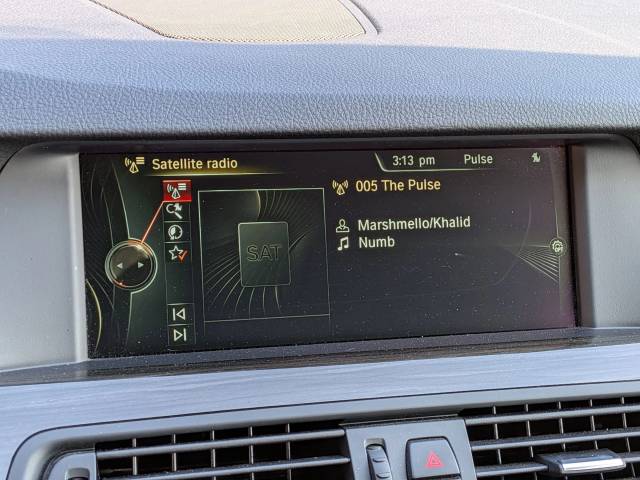 Satellite radio 3:13 pm Pulse
005 The Pulse
SAT
Marshmello/Khalid
Numb